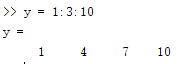 >> y = 1:3:10
y =
1 4 7 10